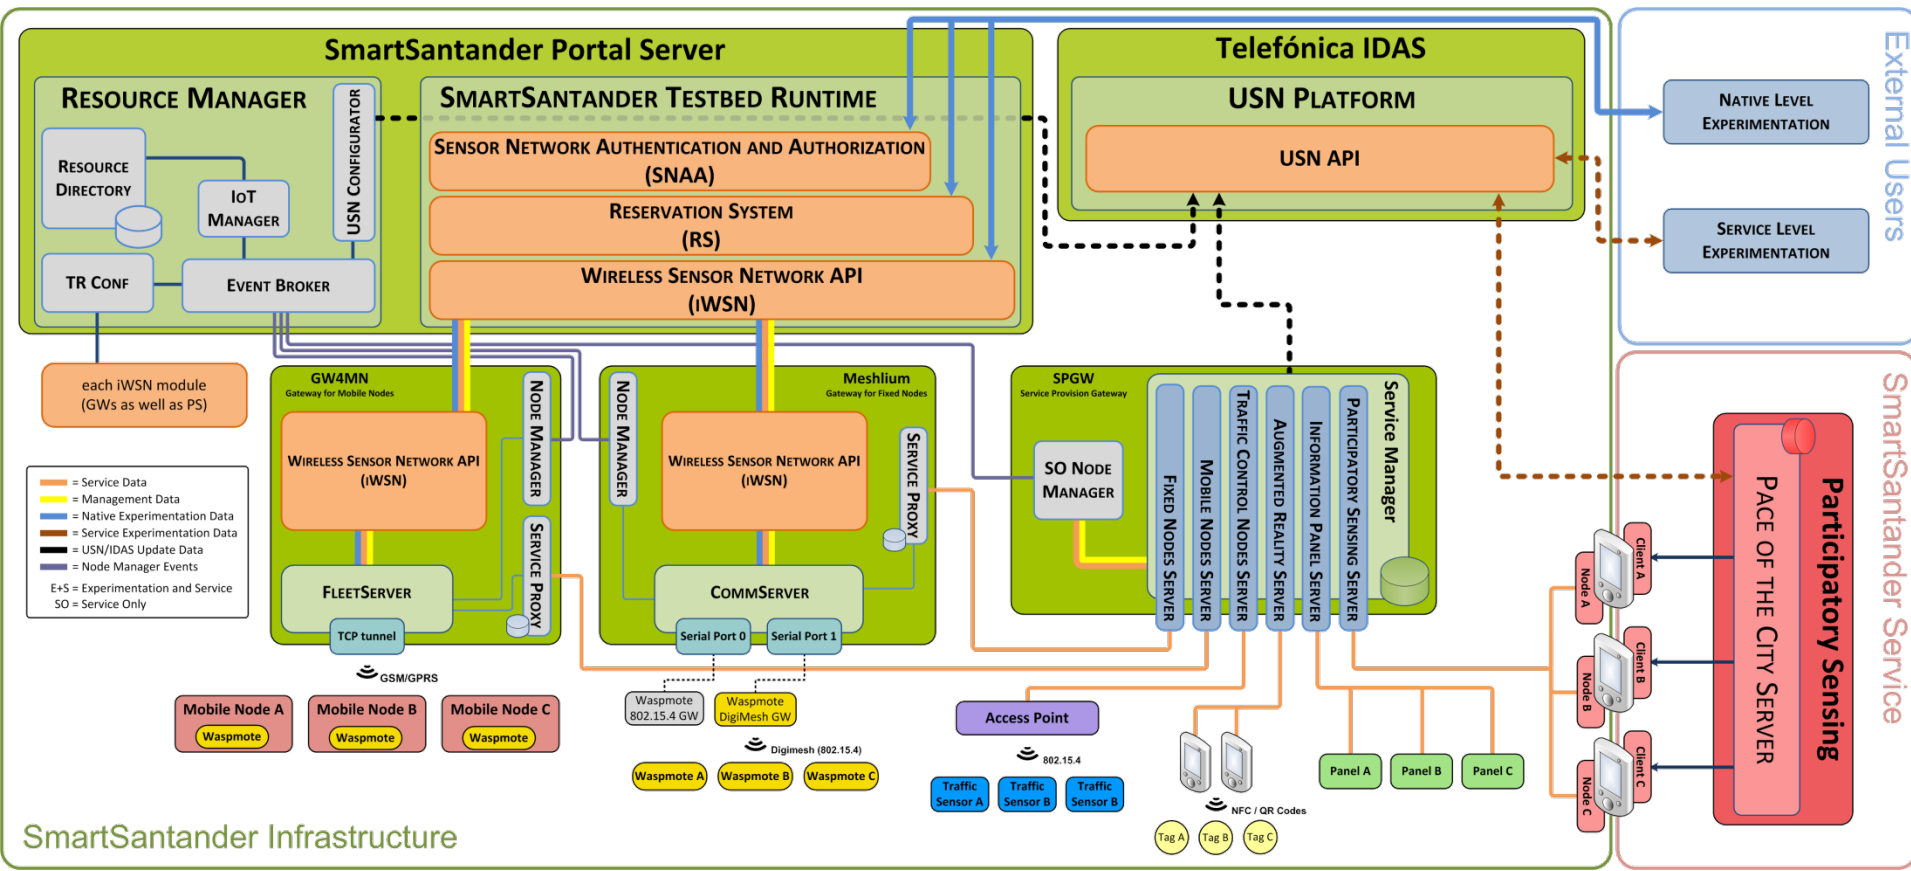 SmartSantander Portal Server
RESOURCE MANAGER
RESOURCE
DIRECTORY
IOT
MANAGER
USN CONFIGURATOR
TR CONF
EVENT BROKER
SMARTSANTANDER TESTBED RUNTIME
SENSOR NETWORK AUTHENTICATION AND AUTHORIZATION
(SNAA)
RESERVATION SYSTEM
(RS)
WIRELESS SENSOR NETWORK API
(IWSN)
Telefónica IDAS
USN PLATFORM
USN API
External Users
NATIVE LEVEL
EXPERIMENTATION
SERVICE LEVEL
EXPERIMENTATION
each iWSN module
(GWs as well as PS)
= Service Data
= Management Data
= Native Experimentation Data
= Service Experimentation Data
= USN/IDAS Update Data
= Node Manager Events
E+S = Experimentation and Service
SO = Service Only
GW4MN
Gateway for Mobile Nodes
NODE MANAGER
WIRELESS SENSOR NETWORK API
(IWSN)
SERVICE PROXY
FLEETSERVER
TCP tunnel
GSM/GPRS
Mobile Node A
Waspmote
Mobile Node B
Waspmote
Mobile Node C
Waspmote
Meshlium
Gateway for Fixed Nodes
NODE MANAGER
WIRELESS SENSOR NETWORK API
(IWSN)
SERVICE PROXY
COMMSERVER
Serial Port 0
Serial Port 1
Waspmote
802.15.4 GW
Waspmote
DigiMesh GW
Digimesh (802.15.4)
Waspmote A
Waspmote B
Waspmote C
SPGW
Service Provision Gateway
SO NODE
MANAGER
FIXED NODES SERVER
MOBILE NODES SERVER
TRAFFIC CONTROL NODES SERVER
AUGMENTED REALITY SERVER
INFORMATION PANEL SERVER
PARTICIPATORY SENSING SERVER
Service Manager
Access Point
802.15.4
Traffic
Sensor A
Traffic
Sensor B
Traffic
Sensor B
NFC / QR Codes
Tag A
Tag B
Tag C
Panel A
Panel B
Panel C
Client A
Node A
Client B
Node B
Client C
Node C
PACE OF THE CITY SERVER
Participatory Sensing
SmartSantander Service
SmartSantander Infrastructure